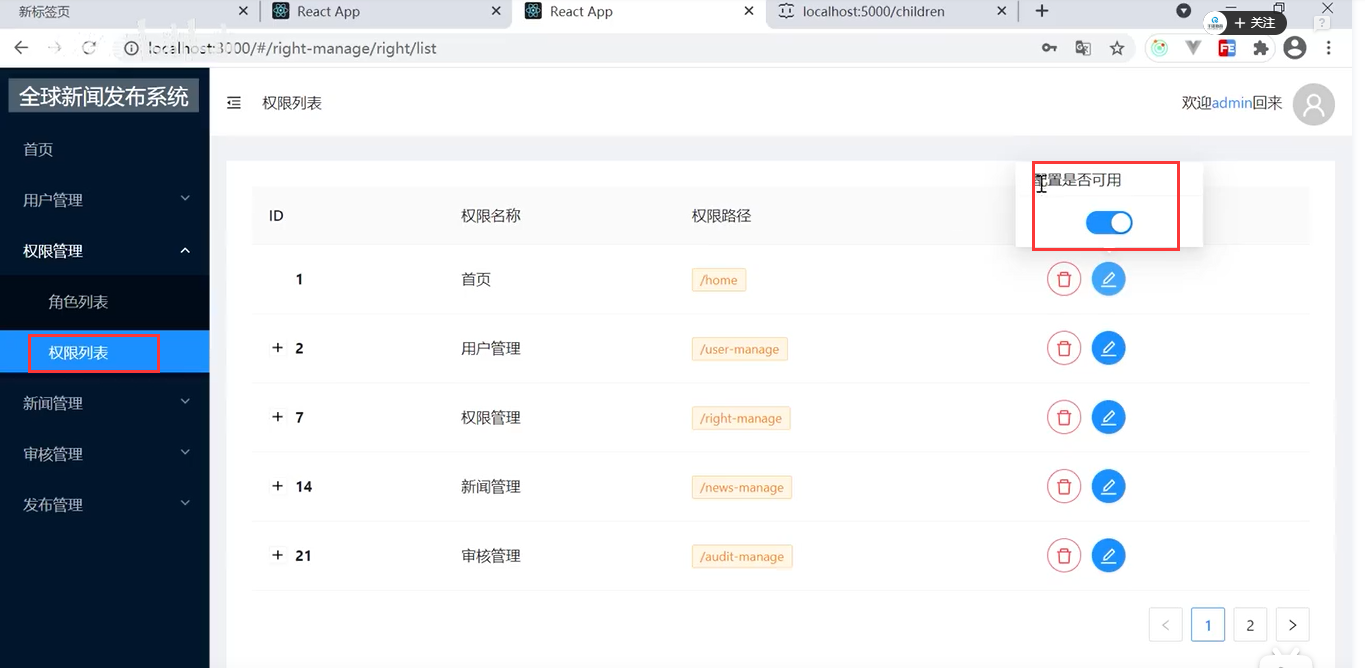 新标签页
React App
React App
localhost:5000/children
+ 关注
localhost:3000/#/right-manage/right/list
全球新闻发布系统
权限列表
欢迎admin回来
首页
用户管理
权限管理
角色列表
权限列表
新闻管理
审核管理
发布管理
配置是否可用
ID 权限名称 权限路径
1 首页 /home
+ 2 用户管理 /user-manage
+ 7 权限管理 /right-manage
+ 14 新闻管理 /news-manage
+ 21 审核管理 /audit-manage
< 1 2 >